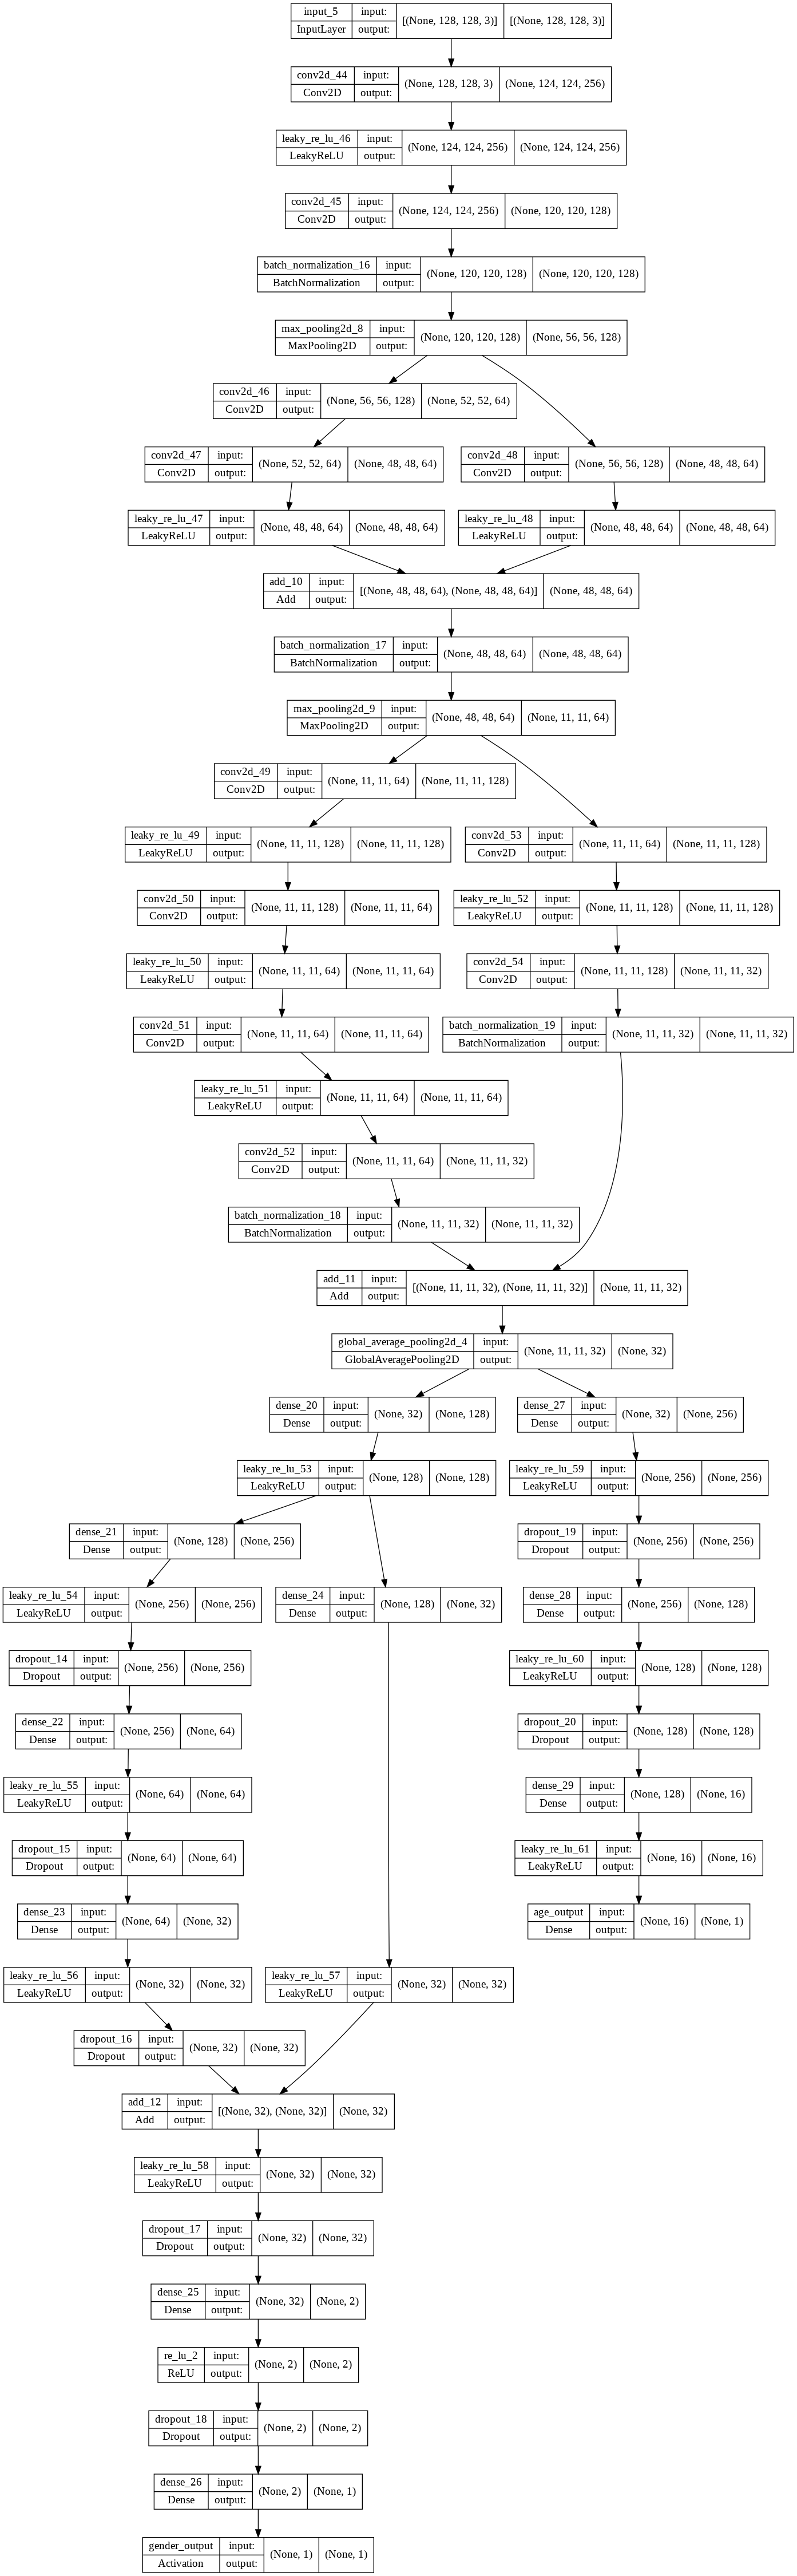 input_5 input: [(None, 128, 128, 3)] [(None, 128, 128, 3)]
InputLayer output:
conv2d_44 input: (None, 128, 128, 3) (None, 124, 124, 256)
Conv2D output:
leaky_re_lu_46 input: (None, 124, 124, 256) (None, 124, 124, 256)
LeakyReLU output:
conv2d_45 input: (None, 124, 124, 256) (None, 120, 120, 128)
Conv2D output:
batch_normalization_16 input: (None, 120, 120, 128) (None, 120, 120, 128)
BatchNormalization output:
max_pooling2d_8 input: (None, 120, 120, 128) (None, 56, 56, 128)
MaxPooling2D output:
conv2d_46 input: (None, 56, 56, 128) (None, 52, 52, 64)
Conv2D output:
conv2d_47 input: (None, 52, 52, 64) (None, 48, 48, 64)
Conv2D output:
conv2d_48 input: (None, 56, 56, 128) (None, 48, 48, 64)
Conv2D output:
leaky_re_lu_47 input: (None, 48, 48, 64) (None, 48, 48, 64)
LeakyReLU output:
leaky_re_lu_48 input: (None, 48, 48, 64) (None, 48, 48, 64)
LeakyReLU output:
add_10 input: [(None, 48, 48, 64), (None, 48, 48, 64)] (None, 48, 48, 64)
Add output:
batch_normalization_17 input: (None, 48, 48, 64) (None, 48, 48, 64)
BatchNormalization output:
max_pooling2d_9 input: (None, 48, 48, 64) (None, 11, 11, 64)
MaxPooling2D output:
conv2d_49 input: (None, 11, 11, 64) (None, 11, 11, 128)
Conv2D output:
leaky_re_lu_49 input: (None, 11, 11, 128) (None, 11, 11, 128)
LeakyReLU output:
conv2d_53 input: (None, 11, 11, 64) (None, 11, 11, 128)
Conv2D output:
conv2d_50 input: (None, 11, 11, 128) (None, 11, 11, 64)
Conv2D output:
leaky_re_lu_52 input: (None, 11, 11, 128) (None, 11, 11, 128)
LeakyReLU output:
leaky_re_lu_50 input: (None, 11, 11, 64) (None, 11, 11, 64)
LeakyReLU output:
conv2d_54 input: (None, 11, 11, 128) (None, 11, 11, 32)
Conv2D output:
conv2d_51 input: (None, 11, 11, 64) (None, 11, 11, 64)
Conv2D output:
batch_normalization_19 input: (None, 11, 11, 32) (None, 11, 11, 32)
BatchNormalization output:
leaky_re_lu_51 input: (None, 11, 11, 64) (None, 11, 11, 64)
LeakyReLU output:
conv2d_52 input: (None, 11, 11, 64) (None, 11, 11, 32)
Conv2D output:
batch_normalization_18 input: (None, 11, 11, 32) (None, 11, 11, 32)
BatchNormalization output:
add_11 input: [(None, 11, 11, 32), (None, 11, 11, 32)] (None, 11, 11, 32)
Add output:
global_average_pooling2d_4 input: (None, 11, 11, 32) (None, 32)
GlobalAveragePooling2D output:
dense_20 input: (None, 32) (None, 128)
Dense output:
dense_27 input: (None, 32) (None, 256)
Dense output:
leaky_re_lu_53 input: (None, 128) (None, 128)
LeakyReLU output:
leaky_re_lu_59 input: (None, 256) (None, 256)
LeakyReLU output:
dense_21 input: (None, 128) (None, 256)
Dense output:
dropout_19 input: (None, 256) (None, 256)
Dropout output:
leaky_re_lu_54 input: (None, 256) (None, 256)
LeakyReLU output:
dense_24 input: (None, 128) (None, 32)
Dense output:
dense_28 input: (None, 256) (None, 128)
Dense output:
dropout_14 input: (None, 256) (None, 256)
Dropout output:
leaky_re_lu_60 input: (None, 128) (None, 128)
LeakyReLU output:
dense_22 input: (None, 256) (None, 64)
Dense output:
dropout_20 input: (None, 128) (None, 128)
Dropout output:
leaky_re_lu_55 input: (None, 64) (None, 64)
LeakyReLU output:
dense_29 input: (None, 128) (None, 16)
Dense output:
dropout_15 input: (None, 64) (None, 64)
Dropout output:
leaky_re_lu_61 input: (None, 16) (None, 16)
LeakyReLU output:
dense_23 input: (None, 64) (None, 32)
Dense output:
age_output input: (None, 16) (None, 1)
Dense output:
leaky_re_lu_56 input: (None, 32) (None, 32)
LeakyReLU output:
leaky_re_lu_57 input: (None, 32) (None, 32)
LeakyReLU output:
dropout_16 input: (None, 32) (None, 32)
Dropout output:
add_12 input: [(None, 32), (None, 32)] (None, 32)
Add output:
leaky_re_lu_58 input: (None, 32) (None, 32)
LeakyReLU output:
dropout_17 input: (None, 32) (None, 32)
Dropout output:
dense_25 input: (None, 32) (None, 2)
Dense output:
re_lu_2 input: (None, 2) (None, 2)
ReLU output:
dropout_18 input: (None, 2) (None, 2)
Dropout output:
dense_26 input: (None, 2) (None, 1)
Dense output:
gender_output input: (None, 1) (None, 1)
Activation output: